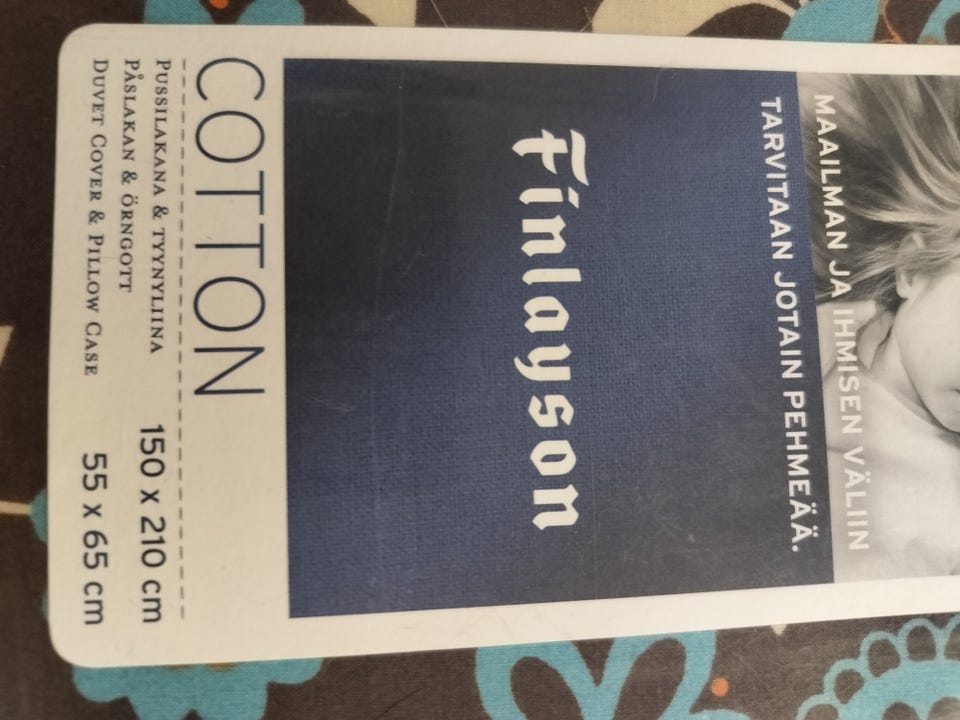 MAAILMAN JA IHMISEN VÄLIIN
TARVITAAN JOTAIN PEHMEÄÄ.
Finlayson
COTTON
PUSSILAKANA & TYYNYLIINA 150 x 210 cm
PÅSLAKAN & ÖRNGOTT
DUVET COVER & PILLOW CASE 55 x 65 cm